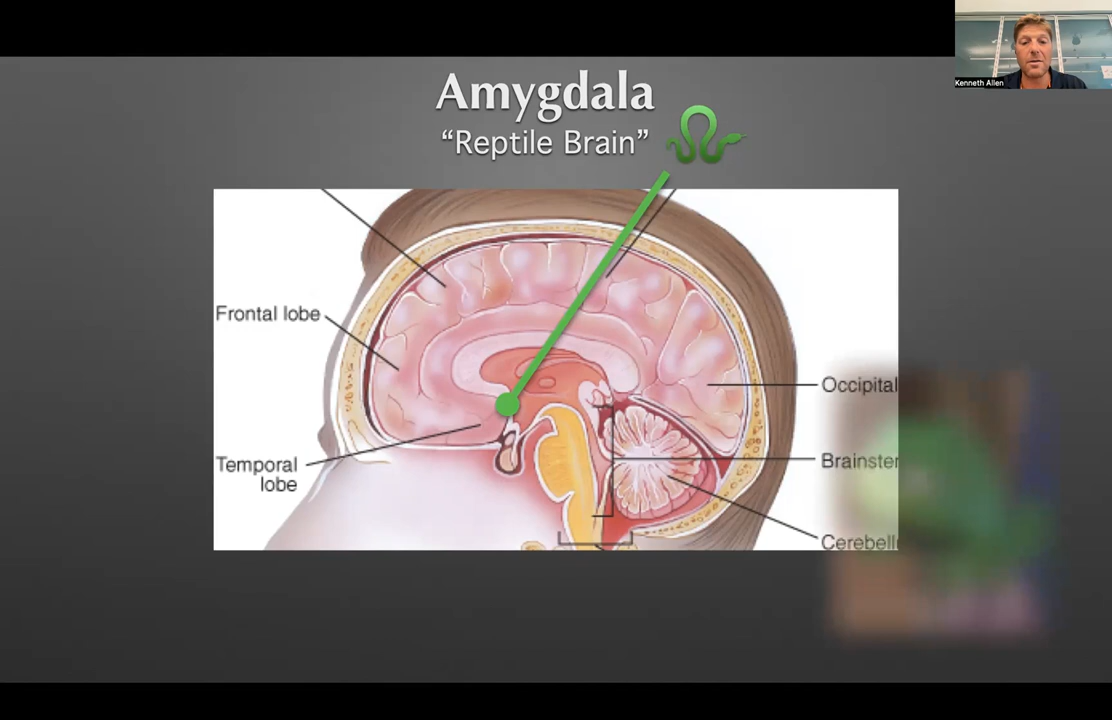 Kenneth Allen
Amygdala
“Reptile Brain”
Frontal lobe
Occipital
Temporal
lobe
Brainster
Cerebell